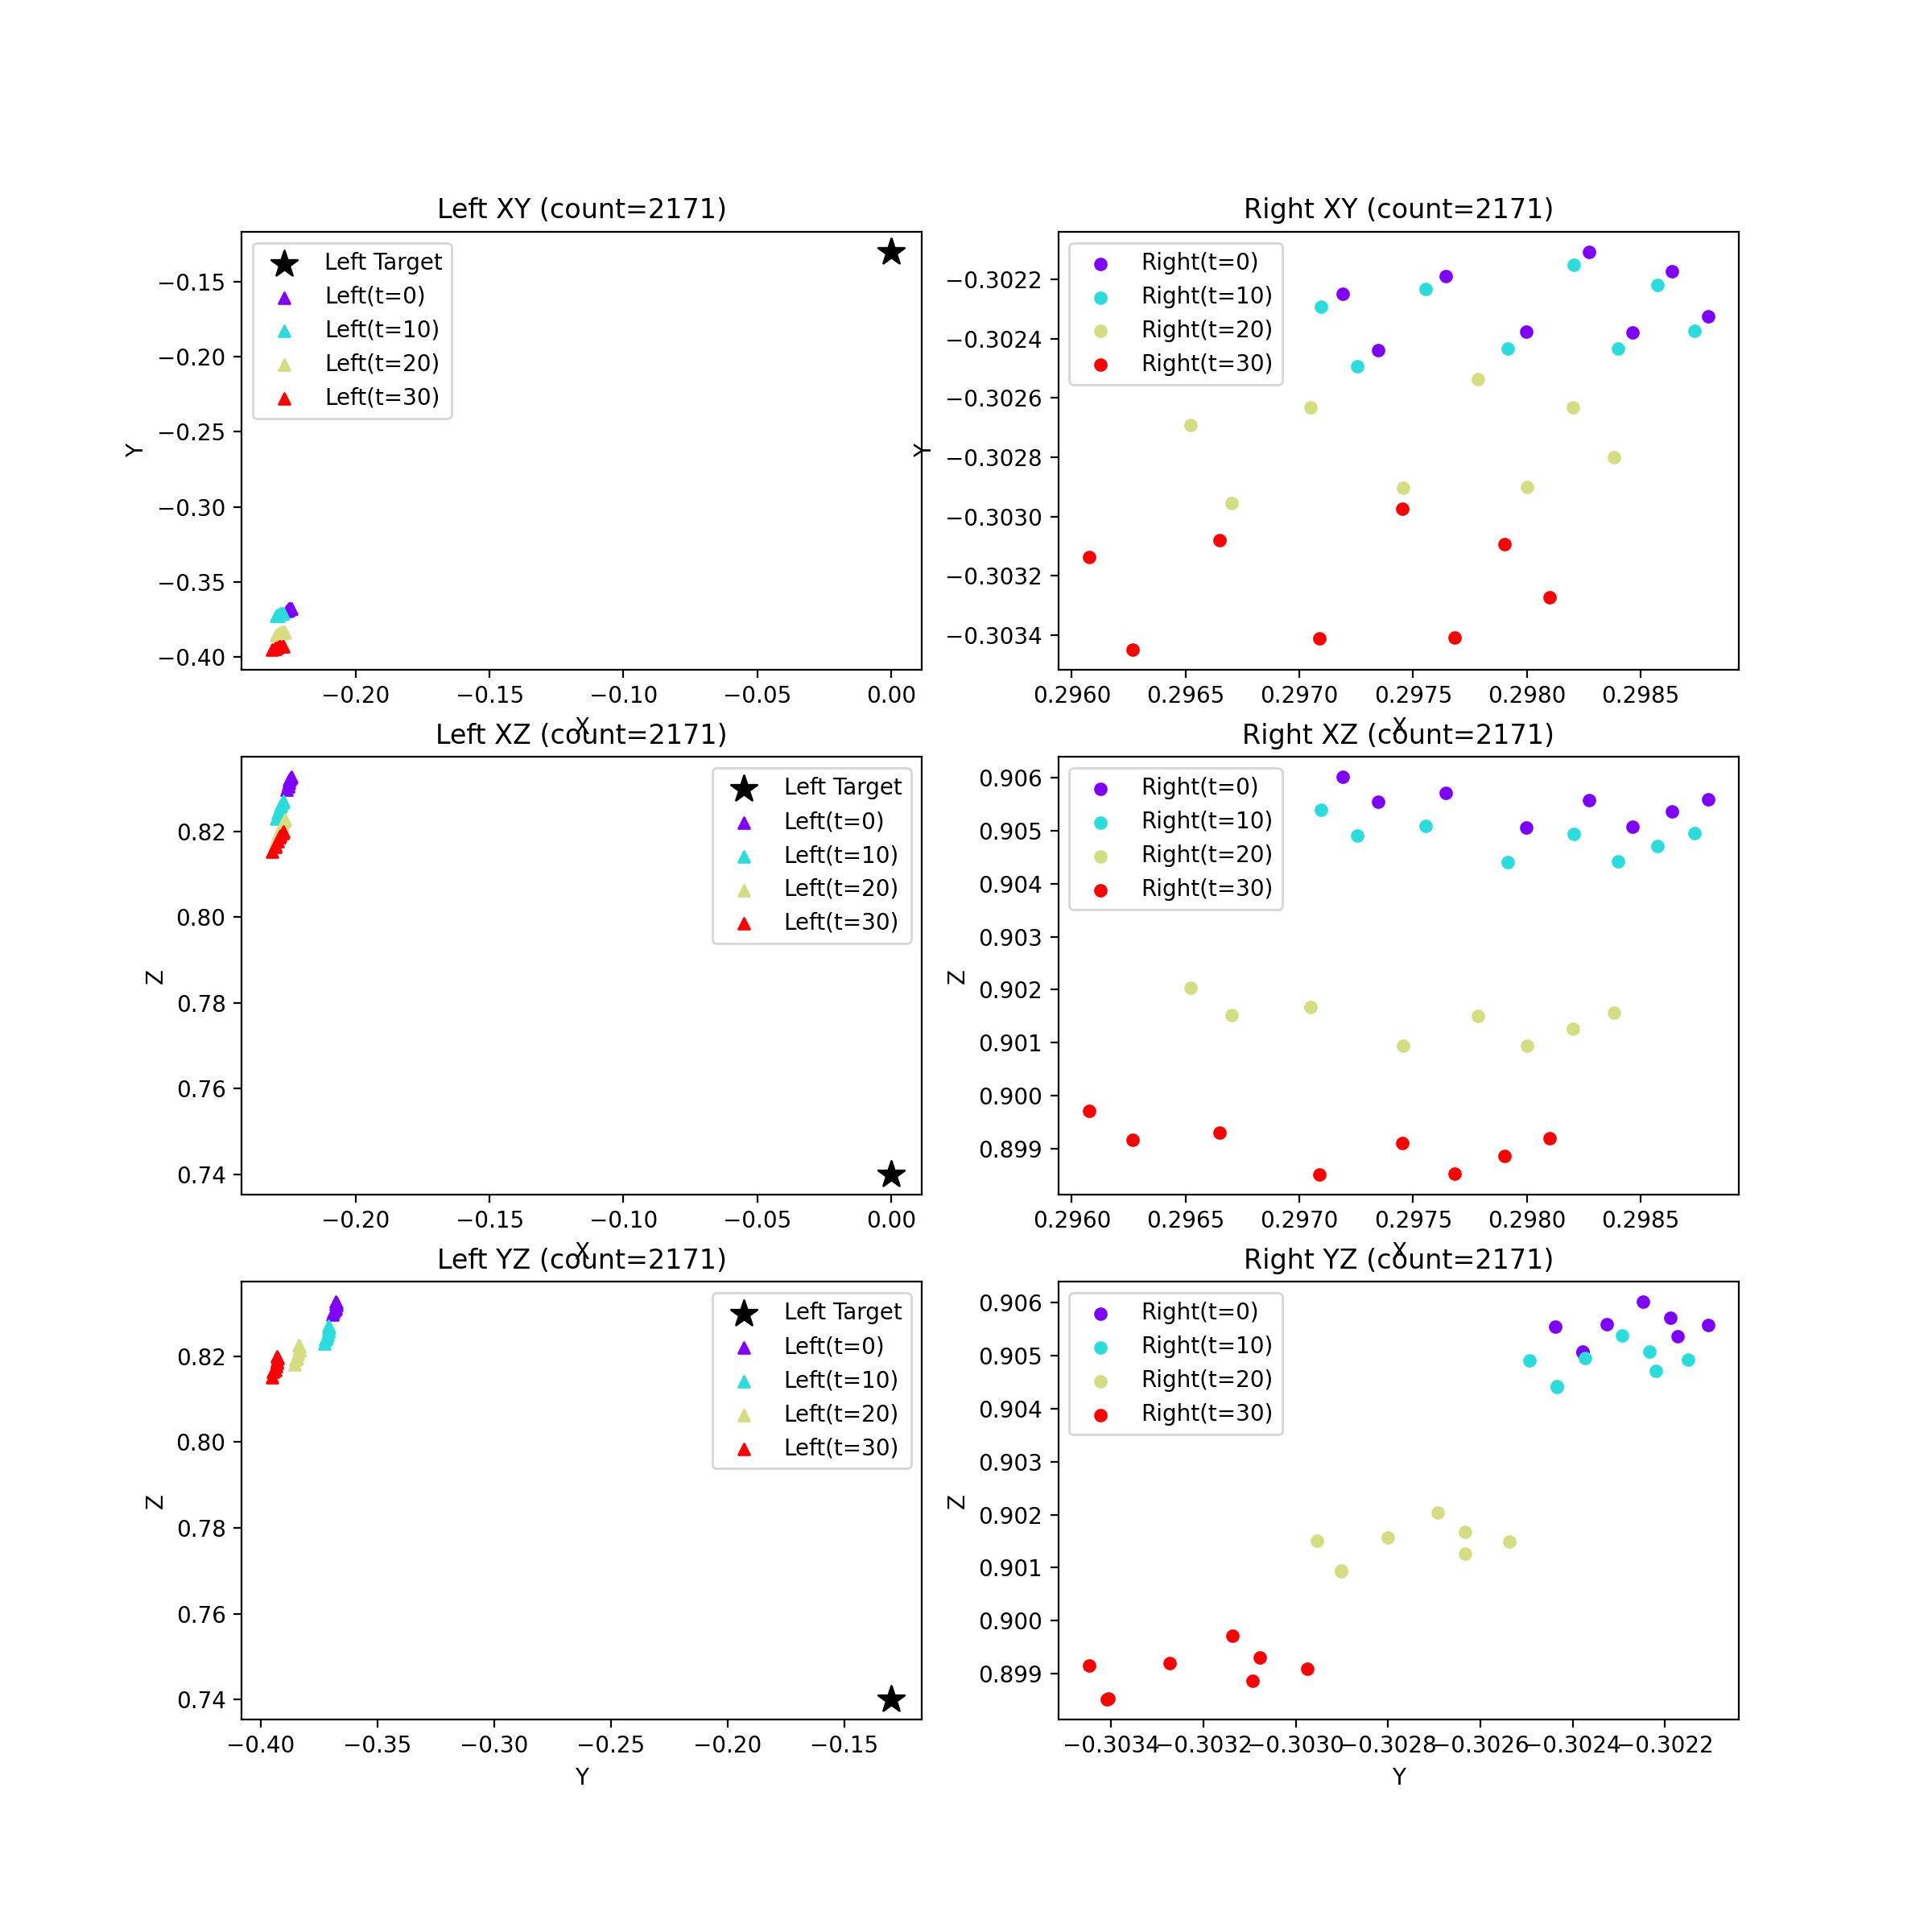 Left XY (count=2171)
Left Target
Left(t=0)
Left(t=10)
Left(t=20)
Left(t=30)
−0.15
−0.20
−0.25
−0.30
−0.35
−0.40
Y
−0.20
−0.15
−0.10
−0.05
0.00
X
Right XY (count=2171)
Right(t=0)
Right(t=10)
Right(t=20)
Right(t=30)
−0.3022
−0.3024
−0.3026
−0.3028
−0.3030
−0.3032
−0.3034
Y
0.2960
0.2965
0.2970
0.2975
0.2980
0.2985
X
Left XZ (count=2171)
Left Target
Left(t=0)
Left(t=10)
Left(t=20)
Left(t=30)
0.82
0.80
0.78
0.76
0.74
Z
−0.20
−0.15
−0.10
−0.05
0.00
X
Right XZ (count=2171)
Right(t=0)
Right(t=10)
Right(t=20)
Right(t=30)
0.906
0.905
0.904
0.903
0.902
0.901
0.900
0.899
Z
0.2960
0.2965
0.2970
0.2975
0.2980
0.2985
X
Left YZ (count=2171)
Left Target
Left(t=0)
Left(t=10)
Left(t=20)
Left(t=30)
0.82
0.80
0.78
0.76
0.74
Z
−0.40
−0.35
−0.30
−0.25
−0.20
−0.15
Y
Right YZ (count=2171)
Right(t=0)
Right(t=10)
Right(t=20)
Right(t=30)
0.906
0.905
0.904
0.903
0.902
0.901
0.900
0.899
Z
−0.3034
−0.3032
−0.3030
−0.3028
−0.3026
−0.3024
−0.3022
Y